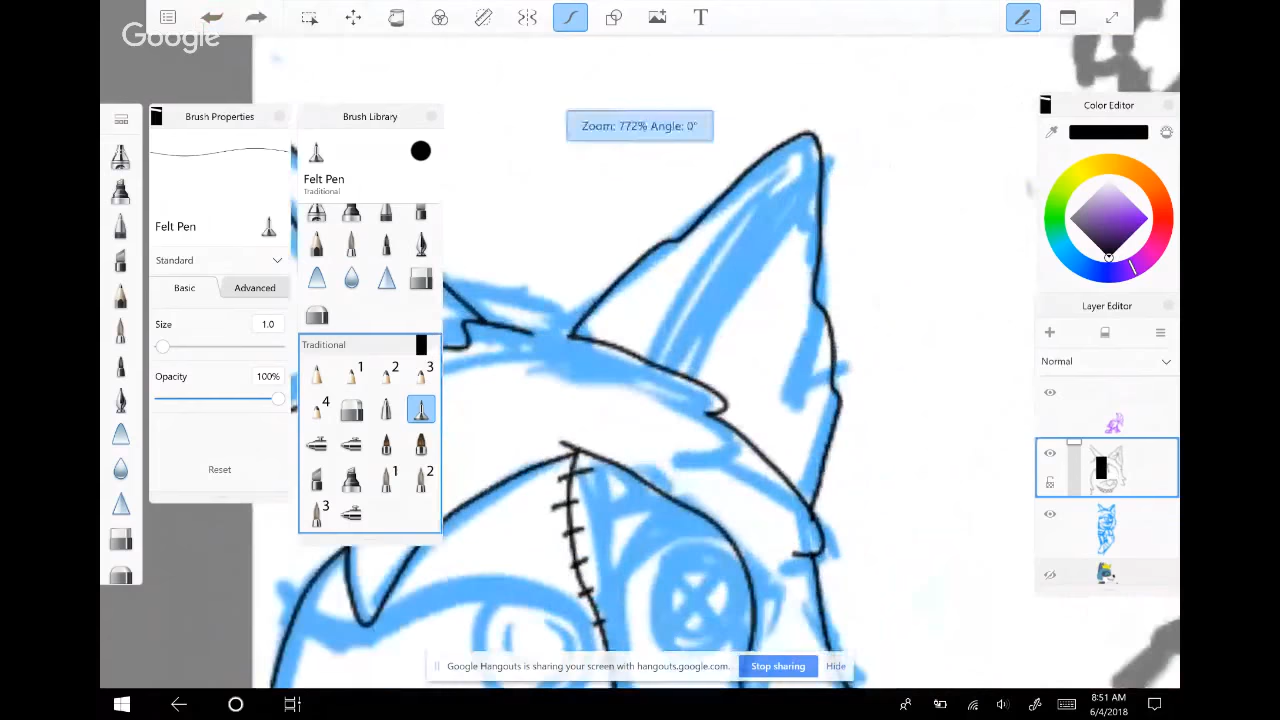 T
Google
Brush Properties
Brush Library
Color Editor
Zoom: 772% Angle: 0°
Felt Pen
Traditional
Felt Pen
Standard
Basic
Advanced
Layer Editor
Size
1.0
Traditional
Normal
Opacity
100%
1
2
3
4
Reset
1
2
3
Google Hangouts is sharing your screen with hangouts.google.com.
Stop sharing
Hide
8:51 AM
6/4/2018